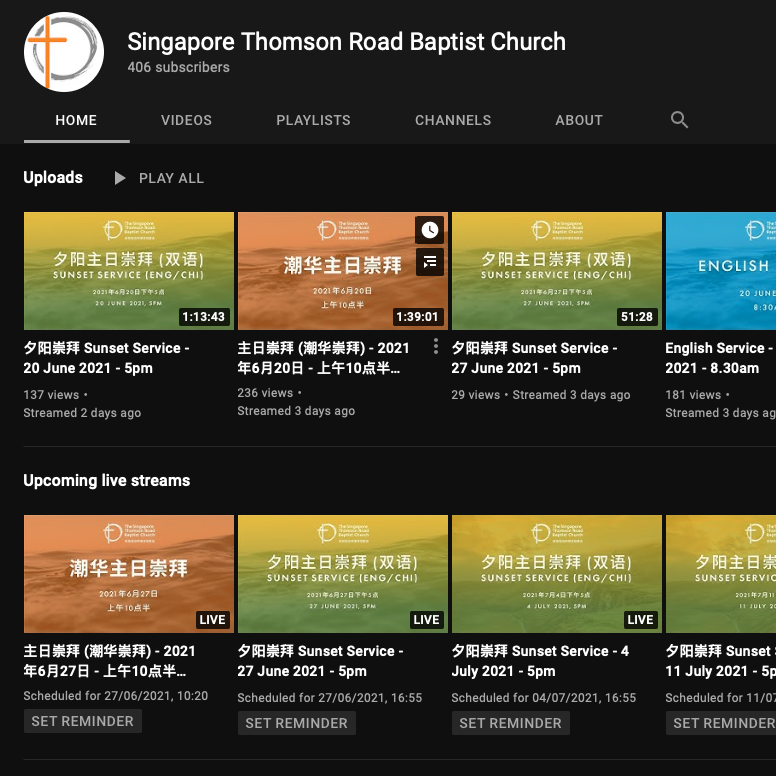 Singapore Thomson Road Baptist Church
406 subscribers
HOME VIDEOS PLAYLISTS CHANNELS ABOUT
Uploads PLAY ALL
The Singapore
Thomson Road
Baptist Church
夕阳主日崇拜 (双语)
SUNSET SERVICE (ENG/CHI)
2021年6月20日下午5点
20 JUNE 2021, 5PM
1:13:43
The Singapore
Thomson Road
Baptist Church
潮华主日崇拜
2021年6月20日
上午10点半
1:39:01
The Singapore
Thomson Road
Baptist Church
夕阳主日崇拜 (双语)
SUNSET SERVICE (ENG/CHI)
2021年6月27日下午5点
27 JUNE 2021, 5PM
51:28
ENGLISH
20 JUNE
8:30
夕阳崇拜 Sunset Service -
20 June 2021 - 5pm
137 views •
Streamed 2 days ago
主日崇拜 (潮华崇拜) - 2021
年6月20日 - 上午10点半...
236 views •
Streamed 3 days ago
夕阳崇拜 Sunset Service -
27 June 2021 - 5pm
29 views • Streamed 3 days ago
English Service -
2021 - 8.30am
181 views •
Streamed 3 days ag
Upcoming live streams
The Singapore
Thomson Road
Baptist Church
潮华主日崇拜
2021年6月27日
上午10点半
LIVE
The Singapore
Thomson Road
Baptist Church
夕阳主日崇拜 (双语)
SUNSET SERVICE (ENG/CHI)
2021年6月27日下午5点
27 JUNE 2021, 5PM
LIVE
The Singapore
Thomson Road
Baptist Church
夕阳主日崇拜 (双语)
SUNSET SERVICE (ENG/CHI)
2021年7月4日下午5点
4 JULY 2021, 5PM
LIVE
夕阳主日崇
SUNSET SERVIC
2021年7月11
11 JULY 20
主日崇拜 (潮华崇拜) - 2021
年6月27日 - 上午10点半...
Scheduled for 27/06/2021, 10:20
SET REMINDER
夕阳崇拜 Sunset Service -
27 June 2021 - 5pm
Scheduled for 27/06/2021, 16:55
SET REMINDER
夕阳崇拜 Sunset Service - 4
July 2021 - 5pm
Scheduled for 04/07/2021, 16:55
SET REMINDER
夕阳崇拜 Sunset
11 July 2021 - 5p
Scheduled for 11/07
SET REMINDER